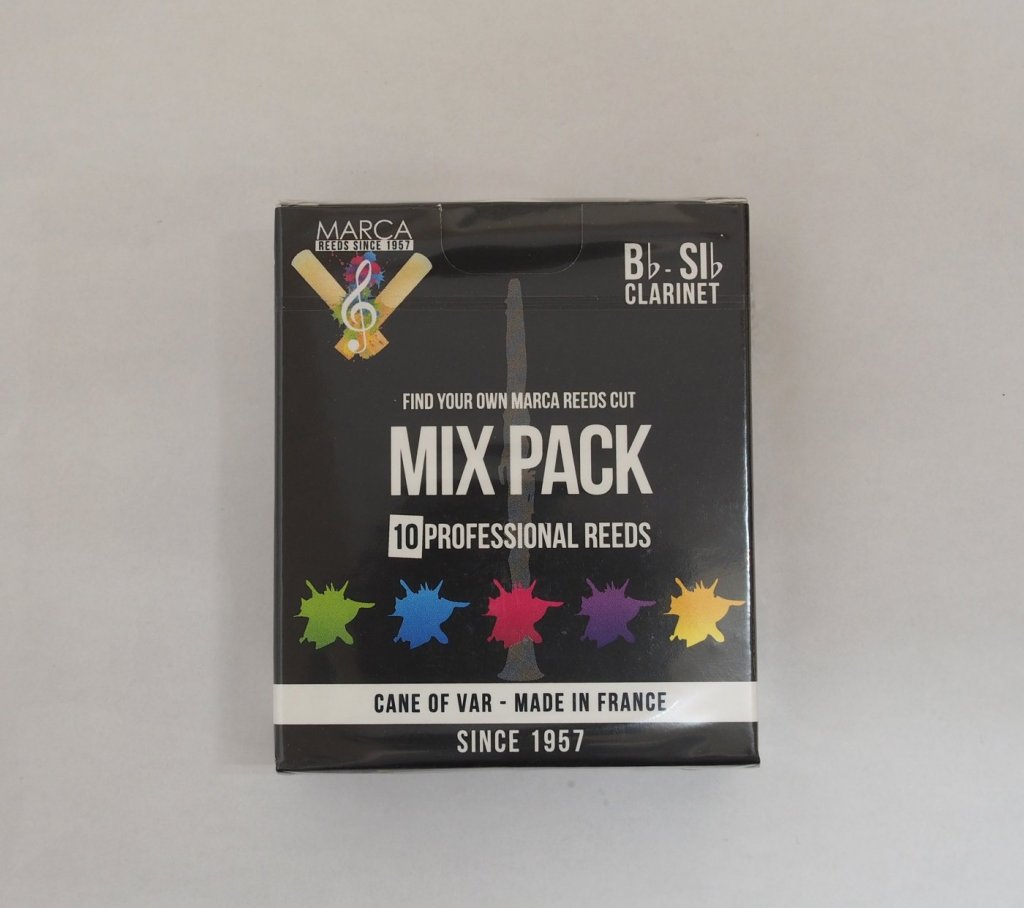 MARCA
REEDS SINCE 1957
B♭ - SI♭
CLARINET
FIND YOUR OWN MARCA REEDS CUT
MIX PACK
10 PROFESSIONAL REEDS
CANE OF VAR - MADE IN FRANCE
SINCE 1957